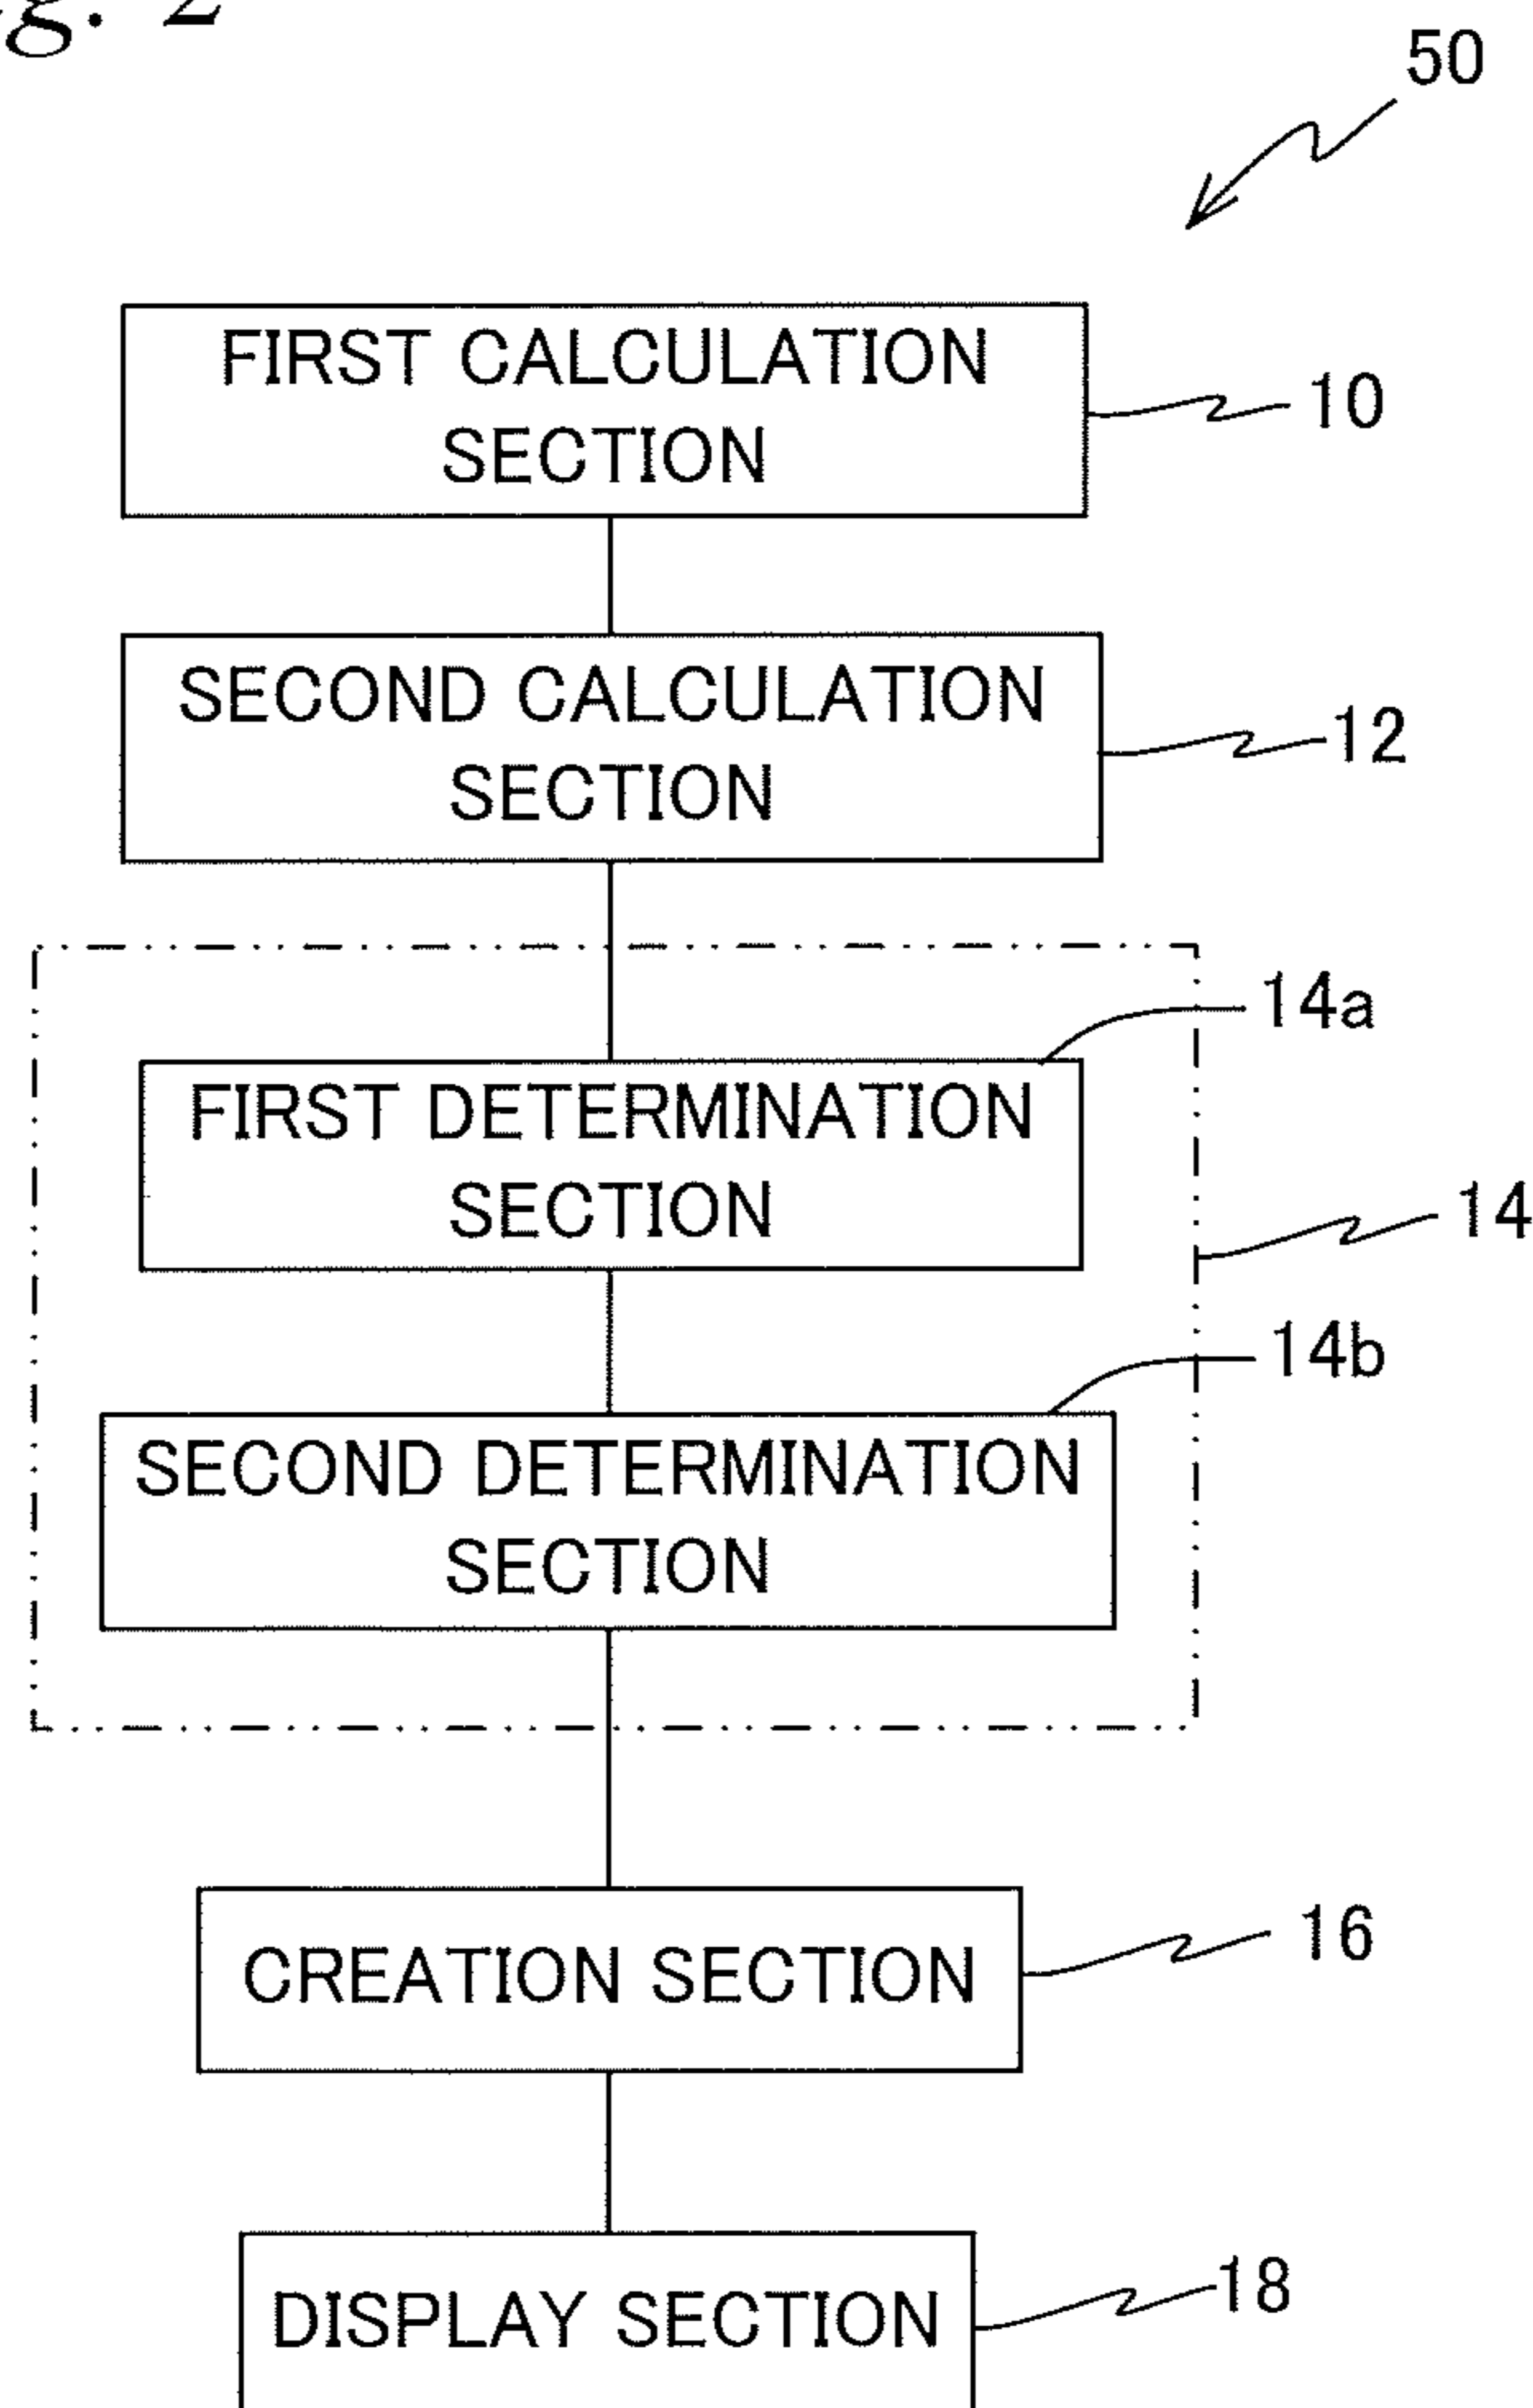 g. 2
50
FIRST CALCULATION
SECTION
10
SECOND CALCULATION
SECTION
12
14a
FIRST DETERMINATION
SECTION
14
14b
SECOND DETERMINATION
SECTION
CREATION SECTION
16
DISPLAY SECTION
18